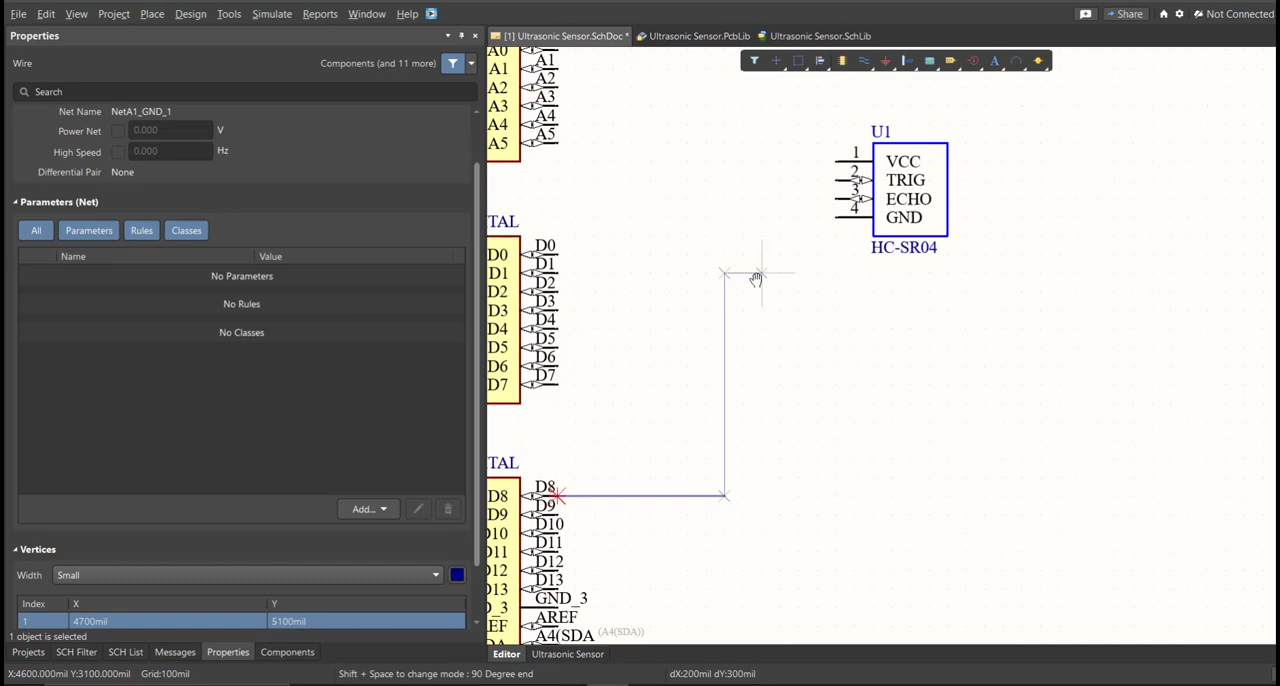 File Edit View Project Place Design Tools Simulate Reports Window Help Share Not Connected
Properties
[1] Ultrasonic Sensor.SchDoc * Ultrasonic Sensor.PcbLib Ultrasonic Sensor.SchLib
Wire Components (and 11 more)
Search
Net Name NetA1_GND_1
Power Net 0.000 V
High Speed 0.000 Hz
Differential Pair None
Parameters (Net)
All Parameters Rules Classes
Name Value
No Parameters
No Rules
No Classes
Add...
Vertices
Width Small
Index X Y
1 4700mil 5100mil
1 object is selected
Projects SCH Filter SCH List Messages Properties Components
X:4600.000mil Y:3100.000mil Grid:100mil Shift + Space to change mode : 90 Degree end dX:200mil dY:300mil
A0
A1 A1
A2 A2
A3 A3
A4 A4
A5 A5
TAL
D0 D0
D1 D1
D2 D2
D3 D3
D4 D4
D5 D5
D6 D6
D7 D7
TAL
D8 D8
D9 D9
D10 D10
D11 D11
D12 D12
D13 D13
GND_3
AREF
A4(SDA (A4(SDA))
U1
1 VCC
2 TRIG
3 ECHO
4 GND
HC-SR04
Editor Ultrasonic Sensor